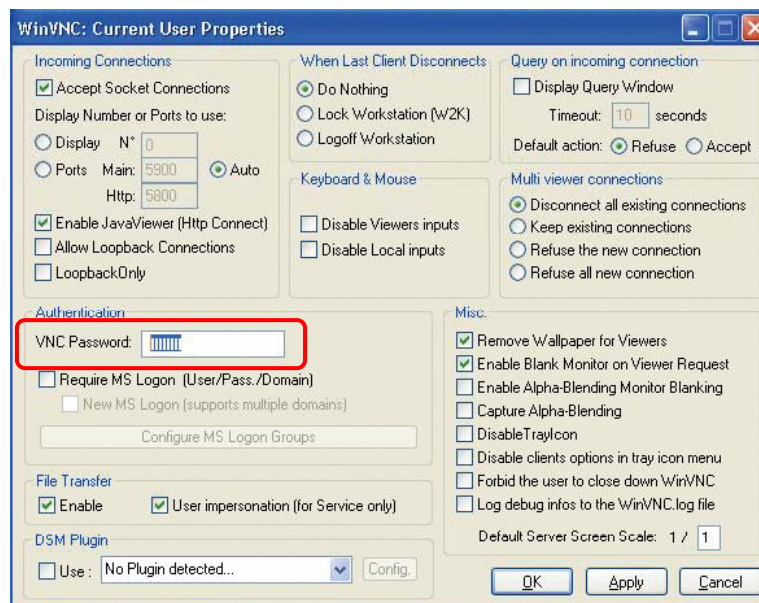 WinVNC: Current User Properties
Incoming Connections
Accept Socket Connections
Display Number or Ports to use:
Display N° 0
Ports Main: 5900 Auto
Http: 5800
Enable JavaViewer (Http Connect)
Allow Loopback Connections
LoopbackOnly
When Last Client Disconnects
Do Nothing
Lock Workstation (W2K)
Logoff Workstation
Keyboard & Mouse
Disable Viewers inputs
Disable Local inputs
Query on incoming connection
Display Query Window
Timeout: 10 seconds
Default action: Refuse Accept
Multi viewer connections
Disconnect all existing connections
Keep existing connections
Refuse the new connection
Refuse all new connection
Authentication
VNC Password:
Require MS Logon (User/Pass./Domain)
New MS Logon (supports multiple domains)
Configure MS Logon Groups
File Transfer
Enable User impersonation (for Service only)
DSM Plugin
Use : No Plugin detected... Config.
Misc.
Remove Wallpaper for Viewers
Enable Blank Monitor on Viewer Request
Enable Alpha-Blending Monitor Blanking
Capture Alpha-Blending
DisableTrayIcon
Disable clients options in tray icon menu
Forbid the user to close down WinVNC
Log debug infos to the WinVNC.log file
Default Server Screen Scale: 1 / 1
OK Apply Cancel